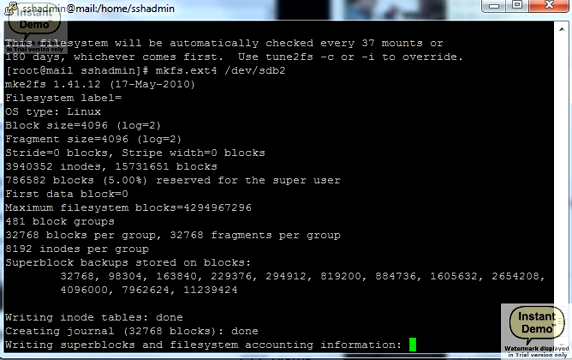 sshadmin@mail:/home/sshadmin
Instant
Demo
Watermark displayed
in Trial version only
This filesystem will be automatically checked every 37 mounts or
180 days, whichever comes first.  Use tune2fs -c or -i to override.
[root@mail sshadmin]# mkfs.ext4 /dev/sdb2
mke2fs 1.41.12 (17-May-2010)
Filesystem label=
OS type: Linux
Block size=4096 (log=2)
Fragment size=4096 (log=2)
Stride=0 blocks, Stripe width=0 blocks
3940352 inodes, 15731651 blocks
786582 blocks (5.00%) reserved for the super user
First data block=0
Maximum filesystem blocks=4294967296
481 block groups
32768 blocks per group, 32768 fragments per group
8192 inodes per group
Superblock backups stored on blocks:
32768, 98304, 163840, 229376, 294912, 819200, 884736, 1605632, 2654208,
4096000, 7962624, 11239424
Writing inode tables: done
Creating journal (32768 blocks): done
Writing superblocks and filesystem accounting information:
Instant
Demo
Watermark displayed
in Trial version only